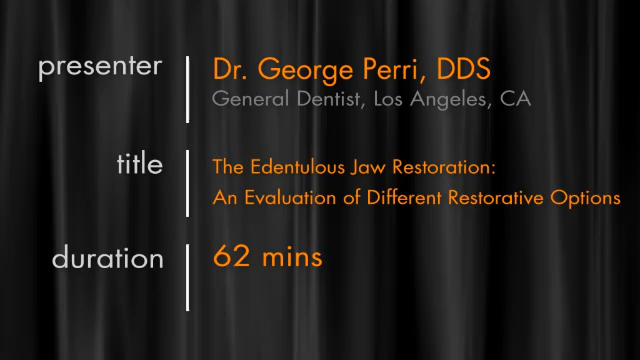 presenter
Dr. George Perri, DDS
General Dentist, Los Angeles, CA
title
The Edentulous Jaw Restoration:
An Evaluation of Different Restorative Options
duration
62 mins